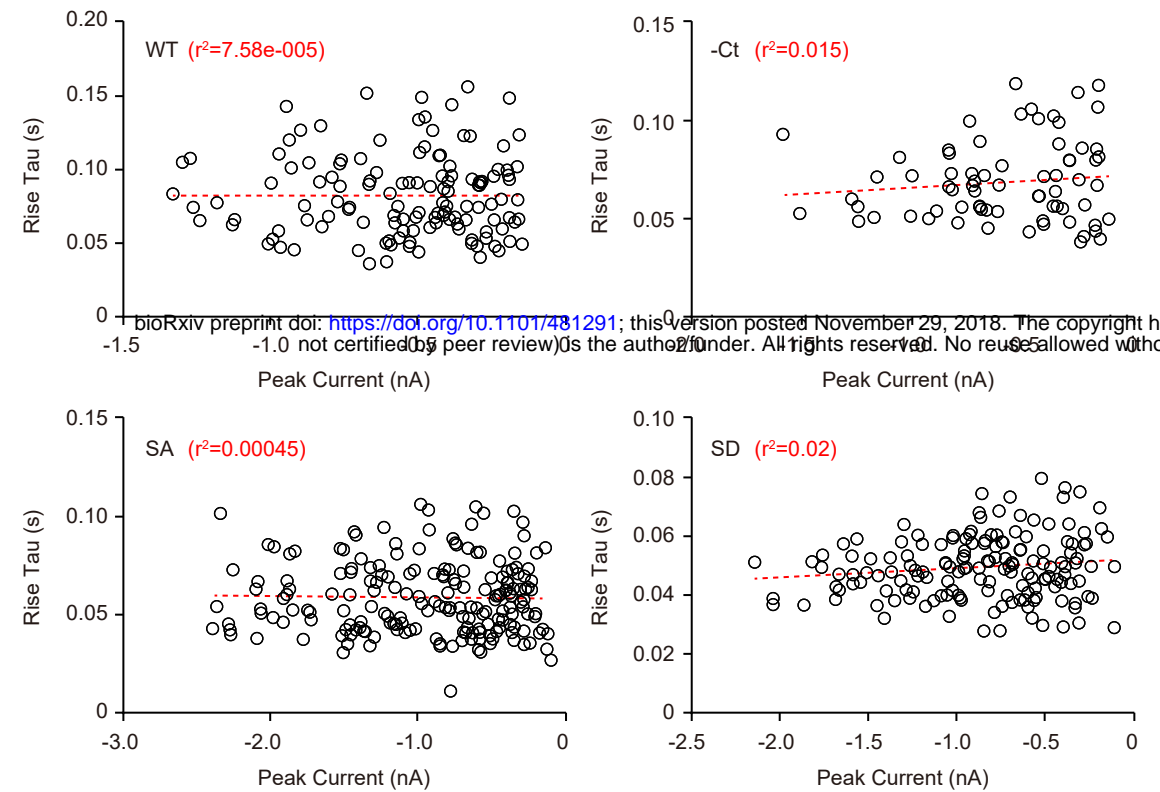 0.20
WT (r²=7.58e-005)
0.15
0.10
0.05
0
Rise Tau (s)
-1.5 -1.0 -0.5 0
Peak Current (nA)
0.15
-Ct (r²=0.015)
0.10
0.05
0
Rise Tau (s)
-2.0 -1.5 -1.0 -0.5 0
Peak Current (nA)
bioRxiv preprint doi: https://doi.org/10.1101/481291; this version posted November 29, 2018. The copyright h
not certified by peer review) is the author/funder. All rights reserved. No reuse allowed witho
0.15
SA (r²=0.00045)
0.10
0.05
0
Rise Tau (s)
-3.0 -2.0 -1.0 0
Peak Current (nA)
0.10
SD (r²=0.02)
0.08
0.06
0.04
0.02
0
Rise Tau (s)
-2.5 -2.0 -1.5 -1.0 -0.5 0
Peak Current (nA)